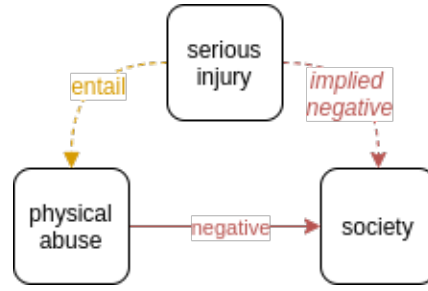 serious
injury
entail
implied
negative
physical
abuse
negative
society